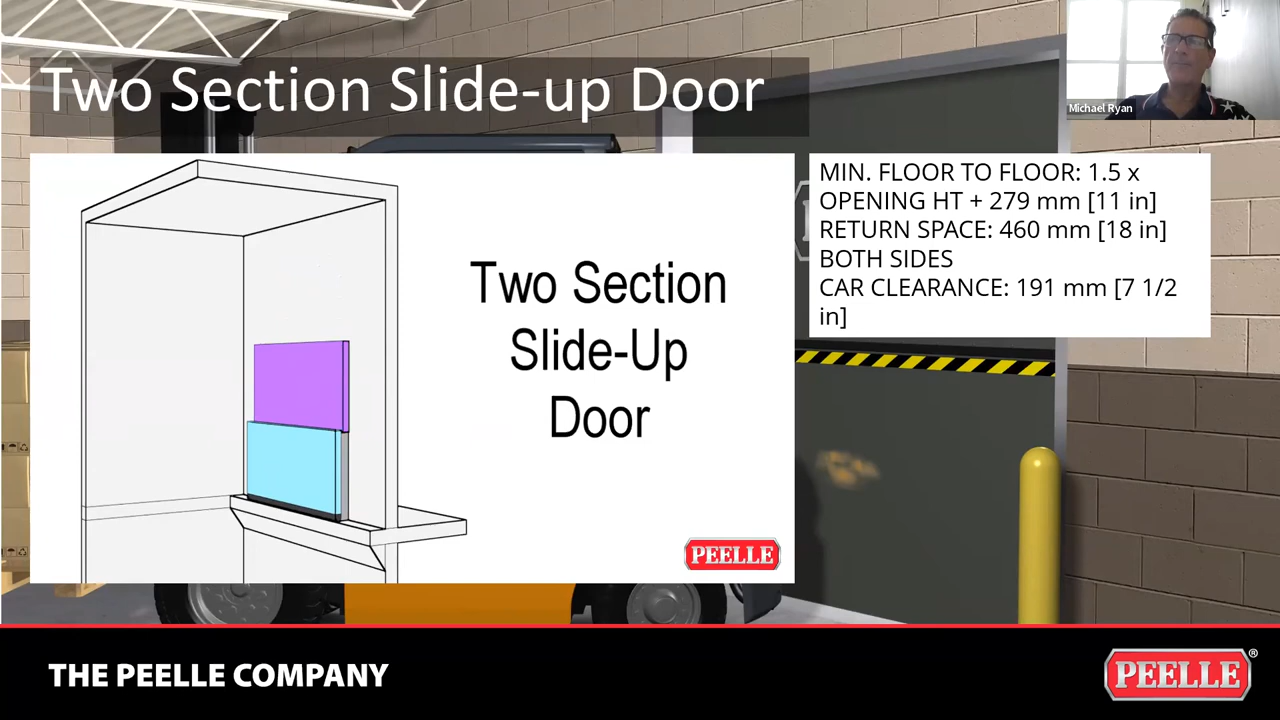 Two Section Slide-up Door
Michael Ryan
MIN. FLOOR TO FLOOR: 1.5 x
OPENING HT + 279 mm [11 in]
RETURN SPACE: 460 mm [18 in]
BOTH SIDES
CAR CLEARANCE: 191 mm [7 1/2
in]
Two Section
Slide-Up
Door
PEELLE
THE PEELLE COMPANY
PEELLE®